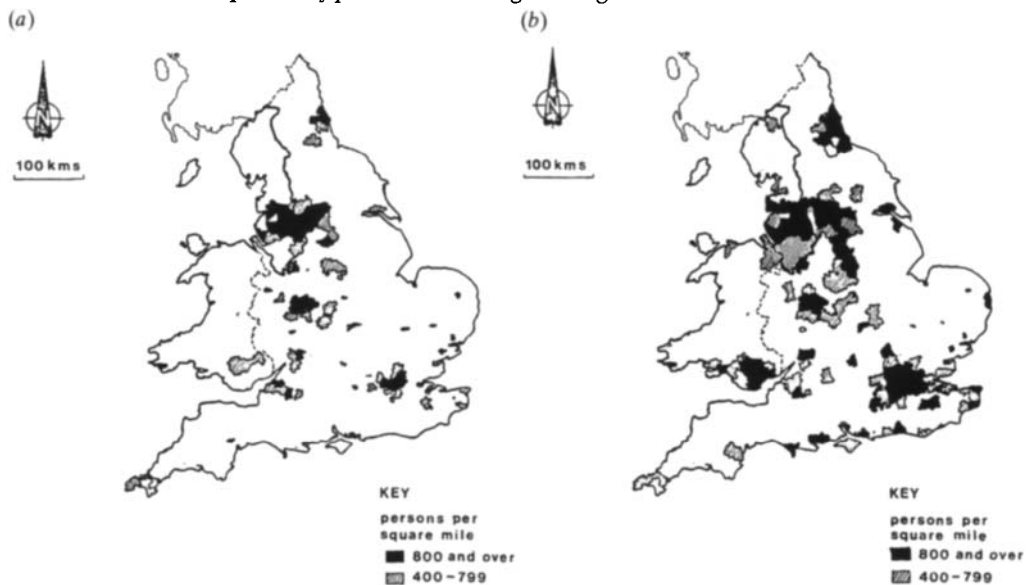 (a)
(b)
N
N
100 kms
100 kms
KEY
persons per
square mile
800 and over
400-799
KEY
persons per
square mile
800 and over
400-799